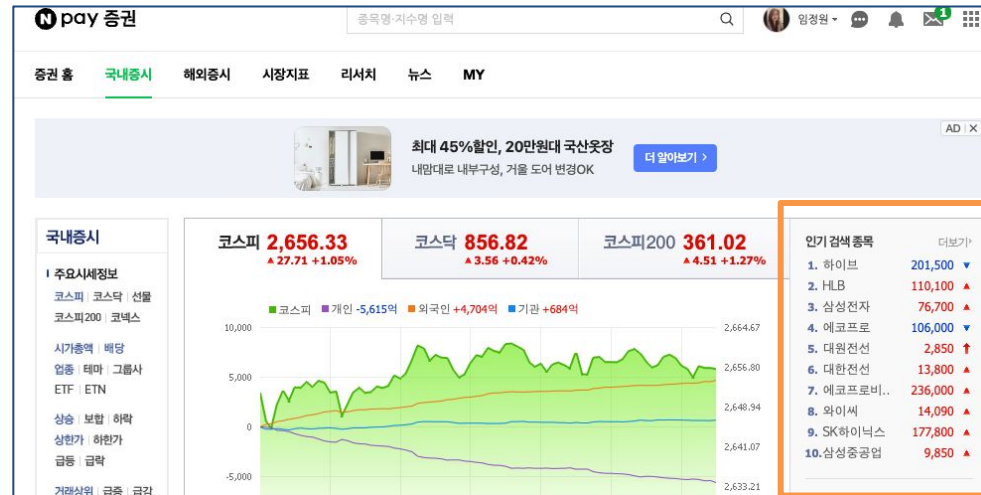 N pay 증권
종목명·지수명 입력
임정원
1
증권 홈 국내증시 해외증시 시장지표 리서치 뉴스 MY
AD X
최대 45%할인, 20만원대 국산옷장
내맘대로 내부구성, 거울 도어 변경OK
더 알아보기 >
국내증시
주요시세정보
코스피 코스닥 선물
코스피200 코넥스
시가총액 배당
업종 테마 그룹사
ETF ETN
상승 보합 하락
상한가 하한가
급등 급락
거래상위 급증 급감
코스피 2,656.33
▲27.71 +1.05%
코스닥 856.82
▲3.56 +0.42%
코스피200 361.02
▲4.51 +1.27%
코스피 개인 -5,615억 외국인 +4,704억 기관 +684억
10,000
5,000
0
-5,000
2,664.67
2,656.80
2,648.94
2,641.07
2,633.21
인기 검색 종목 더보기
1. 하이브 201,500 ▼
2. HLB 110,100 ▲
3. 삼성전자 76,700 ▲
4. 에코프로 106,000 ▼
5. 대원전선 2,850 ↑
6. 대한전선 13,800 ▲
7. 에코프로비.. 236,000 ▲
8. 와이씨 14,090 ▲
9. SK하이닉스 177,800 ▲
10.삼성중공업 9,850 ▲